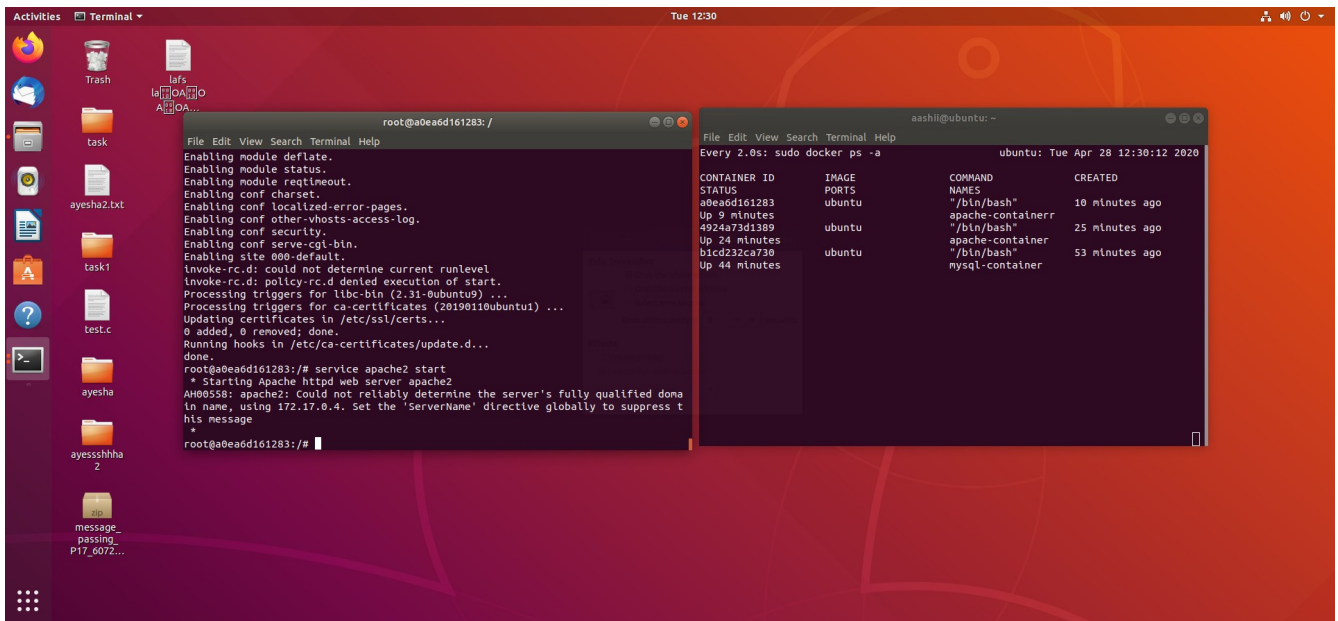 Activities Terminal Tue 12:30
Trash
lafs
task
ayesha2.txt
task1
test.c
ayesha
ayessshhha
2
zip
message_
passing_
P17_6072...
root@a0ea6d161283: /
File Edit View Search Terminal Help
Enabling module deflate.
Enabling module status.
Enabling module reqtimeout.
Enabling conf charset.
Enabling conf localized-error-pages.
Enabling conf other-vhosts-access-log.
Enabling conf security.
Enabling conf serve-cgi-bin.
Enabling site 000-default.
invoke-rc.d: could not determine current runlevel
invoke-rc.d: policy-rc.d denied execution of start.
Processing triggers for libc-bin (2.31-0ubuntu9) ...
Processing triggers for ca-certificates (20190110ubuntu1) ...
Updating certificates in /etc/ssl/certs...
0 added, 0 removed; done.
Running hooks in /etc/ca-certificates/update.d...
done.
root@a0ea6d161283:/# service apache2 start
* Starting Apache httpd web server apache2
AH00558: apache2: Could not reliably determine the server's fully qualified doma
in name, using 172.17.0.4. Set the 'ServerName' directive globally to suppress t
his message
*
root@a0ea6d161283:/#
aashii@ubuntu: ~
File Edit View Search Terminal Help
Every 2.0s: sudo docker ps -a ubuntu: Tue Apr 28 12:30:12 2020
CONTAINER ID IMAGE COMMAND CREATED
STATUS PORTS NAMES
a0ea6d161283 ubuntu "/bin/bash" 10 minutes ago
Up 9 minutes apache-containerr
4924a73d1389 ubuntu "/bin/bash" 25 minutes ago
Up 24 minutes apache-container
b1cd232ca730 ubuntu "/bin/bash" 53 minutes ago
Up 44 minutes mysql-container